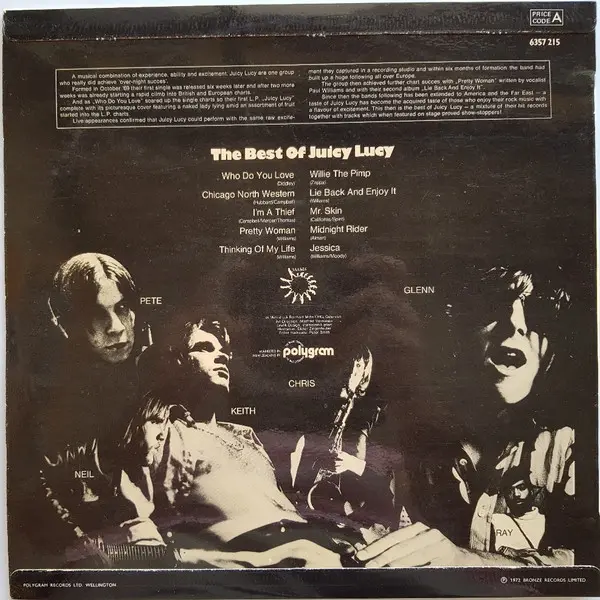 PRICE
CODE A
6357 215
A musical combination of experience, ability and excitement: Juicy Lucy are one group
who really did achieve 'over-night succes'.
Formed in October '69 their first single was released six weeks later and after two more
weeks was already starting a rapid climb into British and European charts.
And as „Who Do You Love" soared up the single charts so their first L.P. „Juicy Lucy"
complete with its picturesque cover featuring a naked lady lying amid an assortment of fruit
started into the L.P. charts
Live-appearances confirmed that Juicy Lucy could perform with the same raw excite-
ment they captured in a recording studio and within six months of formation the band had
built up a huge following all over Europe.
The group then achieved further chart succes with „Pretty Woman" written by vocalist
Paul Williams and with their second album „Lie Back And Enjoy It".
Since then the bands following has been extended to America and the Far East – a
taste of Juicy Lucy has become the acquired taste of those who enjoy their rock music with
a flavour of excitement. This then is the best of Juicy Lucy – a mixture of their hit records
together with tracks which when featured on stage proved show-stoppers!
The Best Of Juicy Lucy
Who Do You Love
(Diddley)
Chicago North Western
(Hubbard/Campbell)
I'm A Thief
(Campbell/Mercer/Thomas)
Pretty Woman
(Williams)
Thinking Of My Life
(Williams)
Willie The Pimp
(Zappa)
Lie Back And Enjoy It
(Williams)
Mr. Skin
(California/Spirit)
Midnight Rider
(Allman)
Jessica
(Williams/Moody)
MARKETED IN
NEW ZEALAND BY
polygram
PETE
GLENN
CHRIS
KEITH
NEIL
RAY
POLYGRAM RECORDS LTD. WELLINGTON.
Ⓟ 1972 BRONZE RECORDS LIMITED